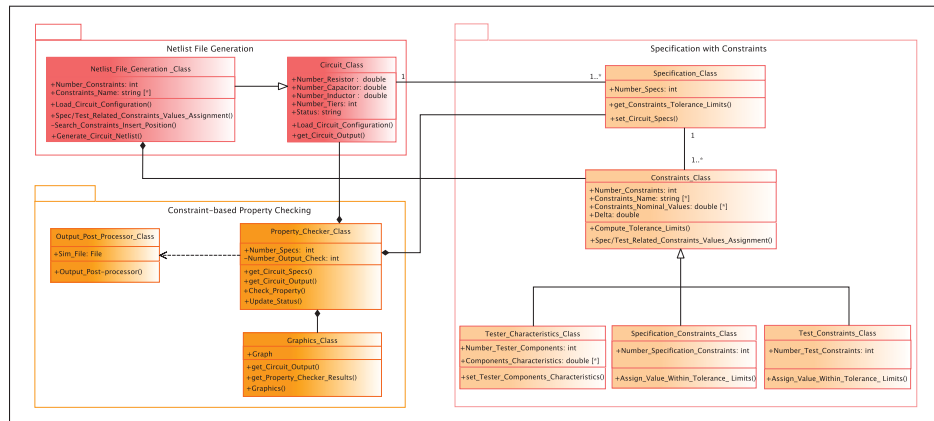 Netlist File Generation
Netlist_File_Generation _Class
+Number_Constraints: int
+Constraints_Name: string [*]
+Load_Circuit_Configuration()
+Spec/Test_Related_Constraints_Values_Assignment()
-Search_Constraints_Insert_Position()
+Generate_Circuit_Netlist()
Circuit_Class
+Number_Resistor : double
+Number_Capacitor: double
+Number_Inductor : double
+Number_Tiers: int
+Status: string
+Load_Circuit_Configuration()
+get_Circuit_Output()
1
1..*
Specification with Constraints
Specification_Class
+Number_Specs: int
+get_Constraints_Tolerance_Limits()
+set_Circuit_Specs()
1
1..*
Constraints_Class
+Number_Constraints: int
+Constraints_Name: string [*]
+Constraints_Nominal_Values: double [*]
+Delta: double
+Compute_Tolerance_Limits()
+Spec/Test_Related_Constraints_Values_Assignment()
Constraint-based Property Checking
Output_Post_Processor_Class
+Sim_File: File
+Output_Post-processor()
Property_Checker_Class
+Number_Specs: int
-Number_Output_Check: int
+get_Circuit_Specs()
+get_Circuit_Output()
+Check_Property()
+Update_Status()
Graphics_Class
+Graph
+get_Circuit_Output()
+get_Property_Checker_Results()
+Graphics()
Tester_Characteristics_Class
+Number_Tester_Components: int
+Components_Characteristics: double [*]
+set_Tester_Components_Characteristics()
Specification_Constraints_Class
+Number_Specification_Constraints: int
+Assign_Value_Within_Tolerance_ Limits()
Test_Constraints_Class
+Number_Test_Constraints: int
+Assign_Value_Within_Tolerance_ Limits()